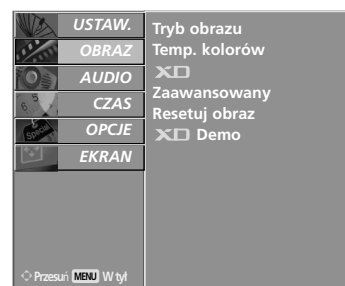 USTAW.
OBRAZ
AUDIO
CZAS
OPCJE
EKRAN
Przesuń MENU W tył
Tryb obrazu
Temp. kolorów
XD
Zaawansowany
Resetuj obraz
XD Demo